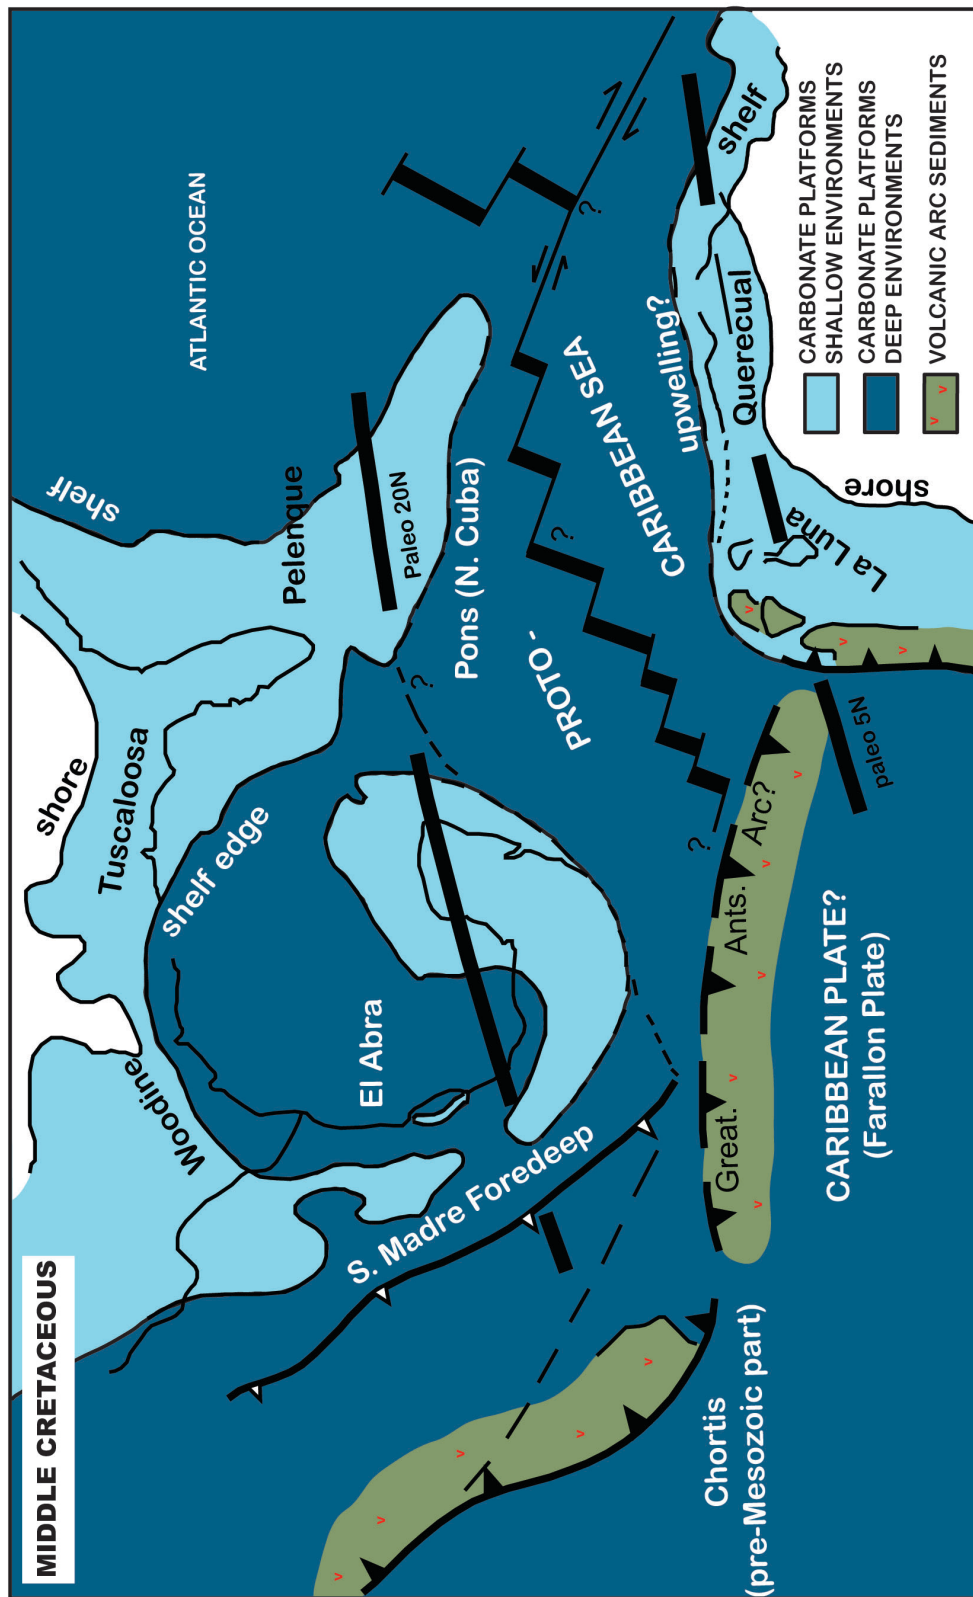 MIDDLE CRETACEOUS
ATLANTIC OCEAN
shelf
shore
Tuscaloosa
Woodine
shelf edge
Pelenque
Paleo 20N
El Abra
S. Madre Foredeep
Pons (N. Cuba)
?
?
?
?
PROTO -
CARIBBEAN SEA
upwelling?
shelf
Querecual
La Luna
shore
Great.
Ants.
Arc?
paleo 5N
CARIBBEAN PLATE?
(Farallon Plate)
Chortis
(pre-Mesozoic part)
CARBONATE PLATFORMS
SHALLOW ENVIRONMENTS
CARBONATE PLATFORMS
DEEP ENVIRONMENTS
VOLCANIC ARC SEDIMENTS